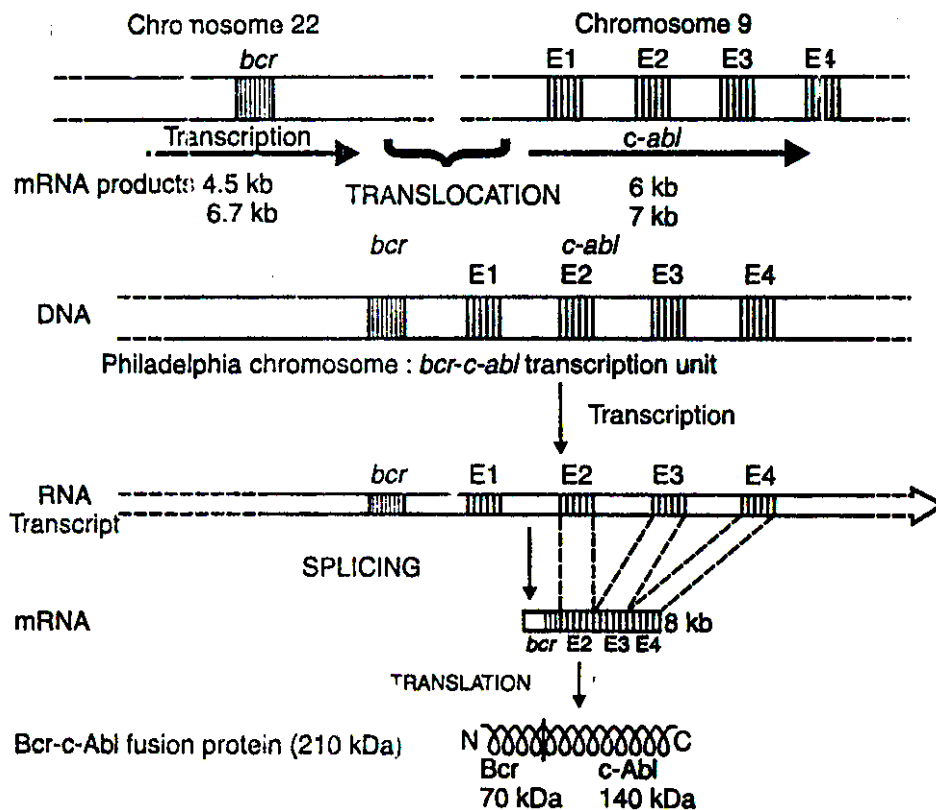 Chromosome 22 Chromosome 9
bcr E1 E2 E3 E4
Transcription c-abl
mRNA products 4.5 kb TRANSLOCATION 6 kb
6.7 kb 7 kb
bcr c-abl
E1 E2 E3 E4
DNA
Philadelphia chromosome : bcr-c-abl transcription unit
Transcription
bcr E1 E2 E3 E4
RNA
Transcript
SPLICING
mRNA 8 kb
bcr E2 E3 E4
TRANSLATION
Bcr-c-Abl fusion protein (210 kDa) N C
Bcr c-Abl
70 kDa 140 kDa